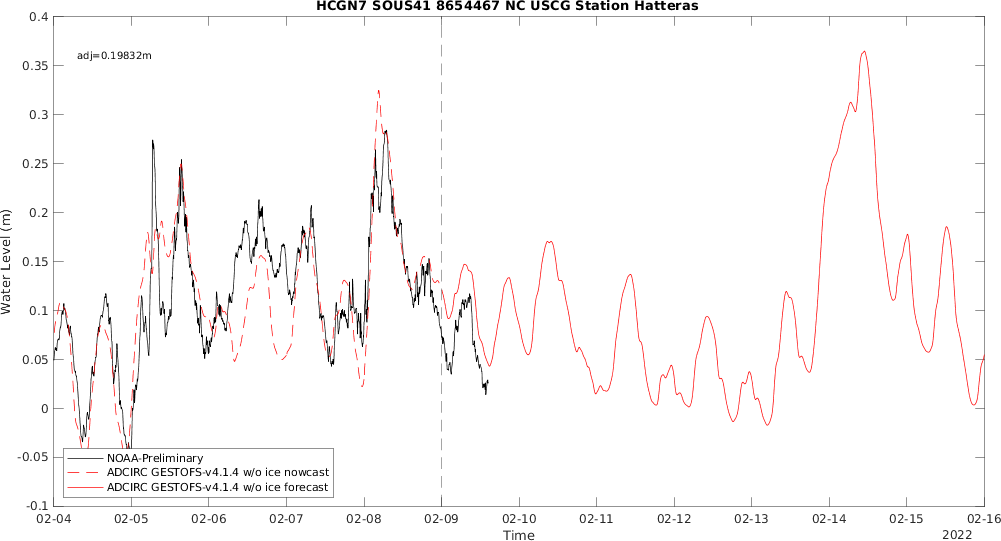 HCGN7 SOUS41 8654467 NC USCG Station Hatteras
adj=0.19832m
0.4
0.35
0.3
0.25
0.2
0.15
0.1
0.05
0
-0.05
-0.1
Water Level (m)
NOAA-Preliminary
ADCIRC GESTOFS-v4.1.4 w/o ice nowcast
ADCIRC GESTOFS-v4.1.4 w/o ice forecast
02-04 02-05 02-06 02-07 02-08 02-09 02-10 02-11 02-12 02-13 02-14 02-15 02-16
Time
2022